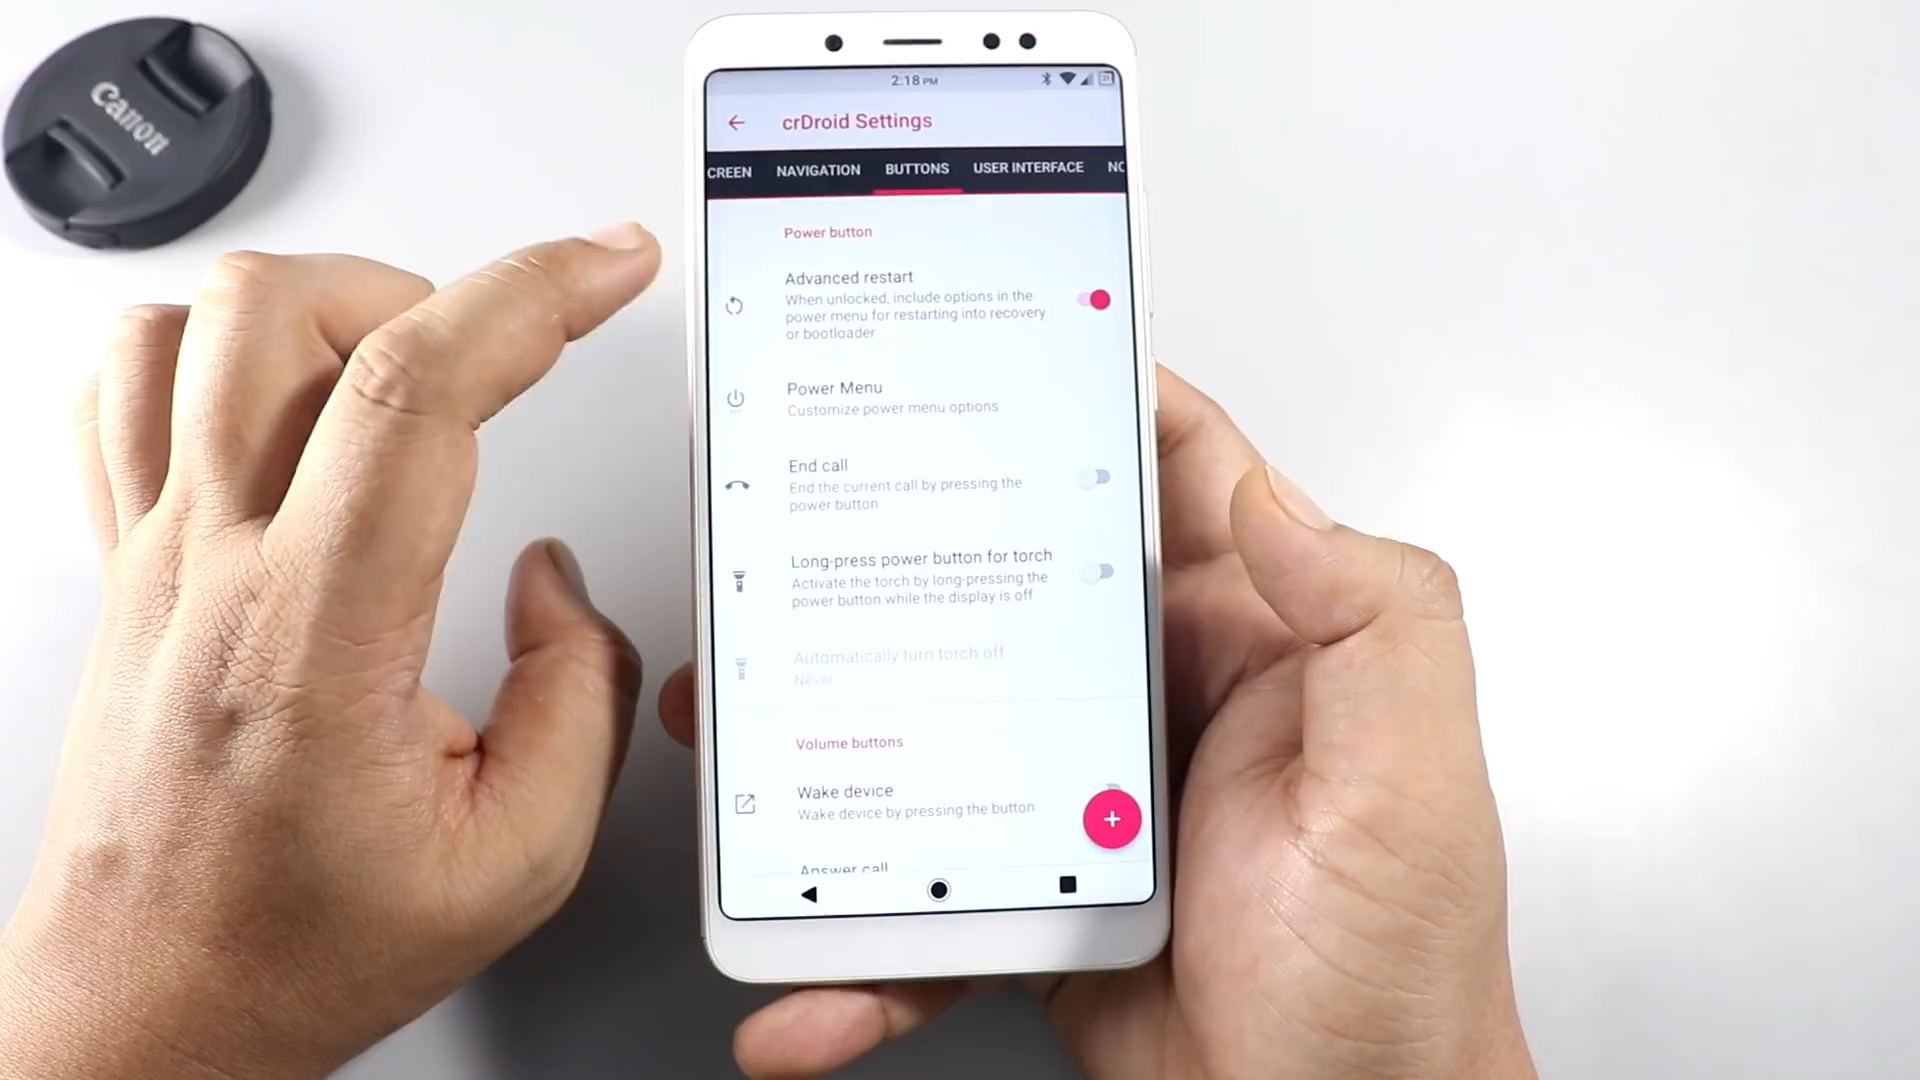 Canon
2:18 PM
crDroid Settings
CREEN NAVIGATION BUTTONS USER INTERFACE NO
Power button
Advanced restart
When unlocked, include options in the
power menu for restarting into recovery
or bootloader
Power Menu
Customize power menu options
End call
End the current call by pressing the
power button
Long-press power button for torch
Activate the torch by long-pressing the
power button while the display is off
Automatically turn torch off
Never
Volume buttons
Wake device
Wake device by pressing the button
Answer call